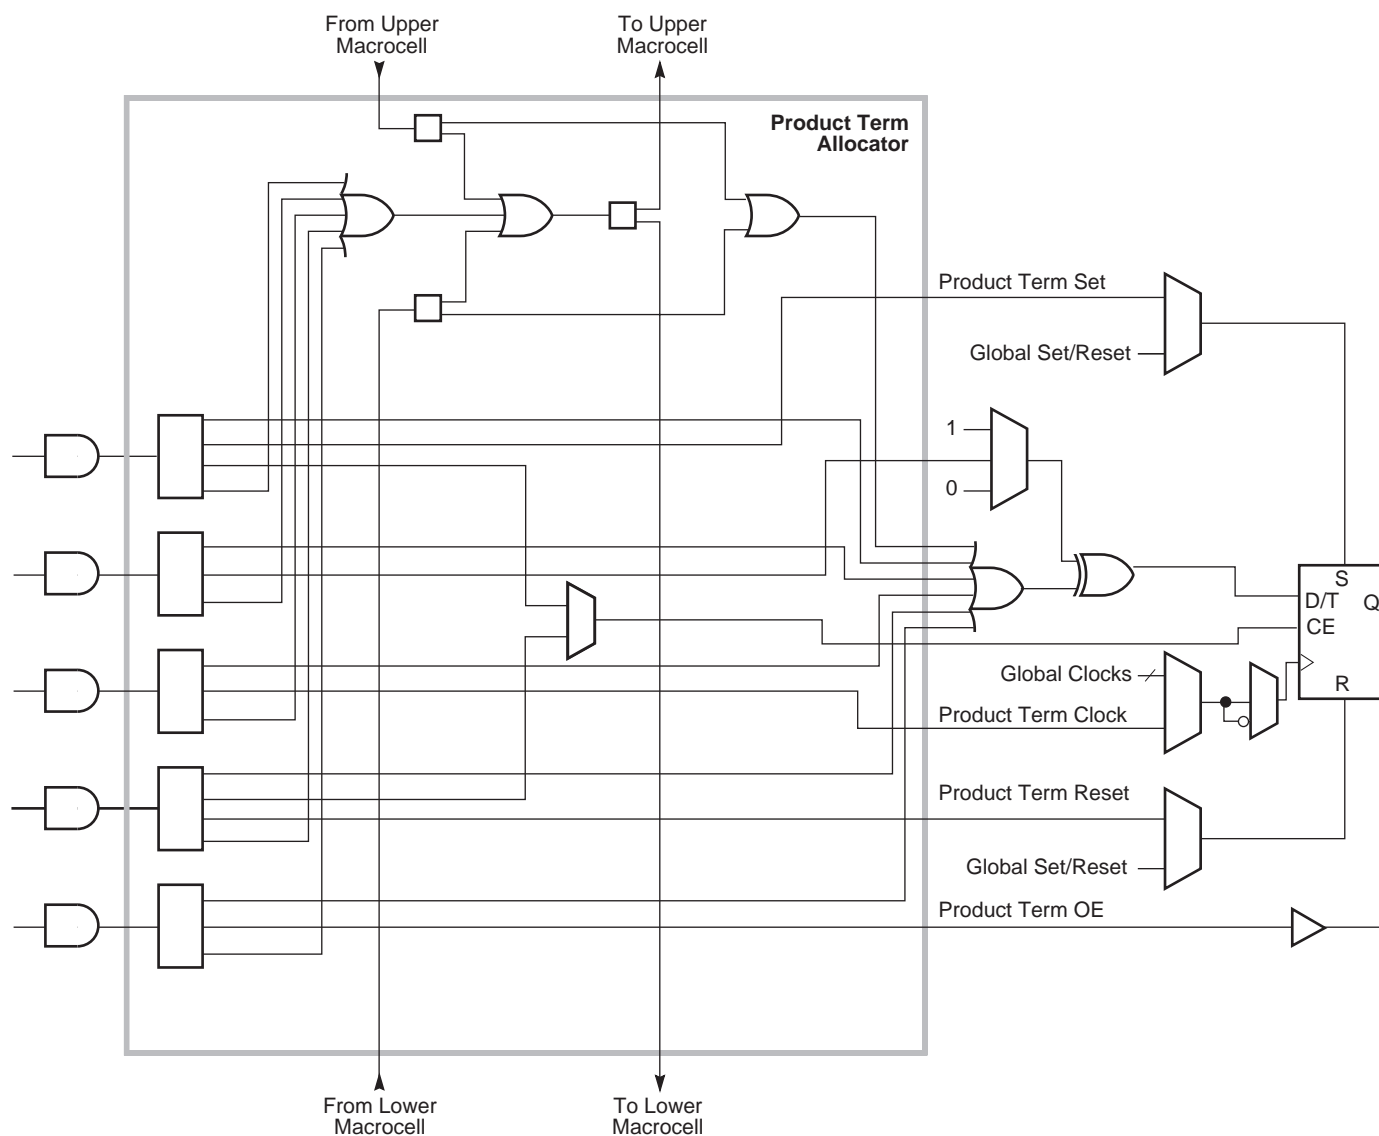 From Upper
Macrocell
To Upper
Macrocell
Product Term
Allocator
Product Term Set
Global Set/Reset
1
0
S
D/T
Q
CE
Global Clocks
R
Product Term Clock
Product Term Reset
Global Set/Reset
Product Term OE
From Lower
Macrocell
To Lower
Macrocell